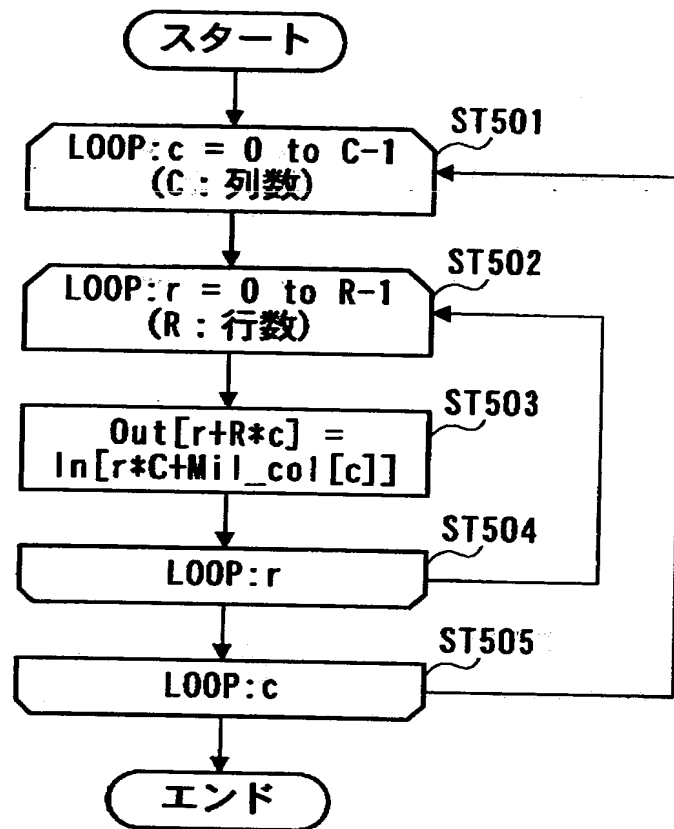 スタート
ST501
LOOP:c = 0 to C-1
(C:列数)
ST502
LOOP:r = 0 to R-1
(R:行数)
ST503
Out[r+R*c] =
In[r*C+Mil_col[c]]
ST504
LOOP:r
ST505
LOOP:c
エンド